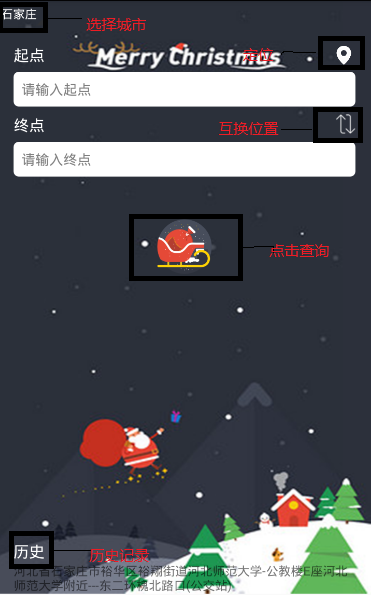 石家庄
选择城市
起点
Merry Christmas
定位
请输入起点
终点
互换位置
请输入终点
点击查询
历史
历史记录
河北省石家庄市裕华区裕翔街道河北师范大学-公教楼E座河北
师范大学附近---东二环槐北路口(公交站)